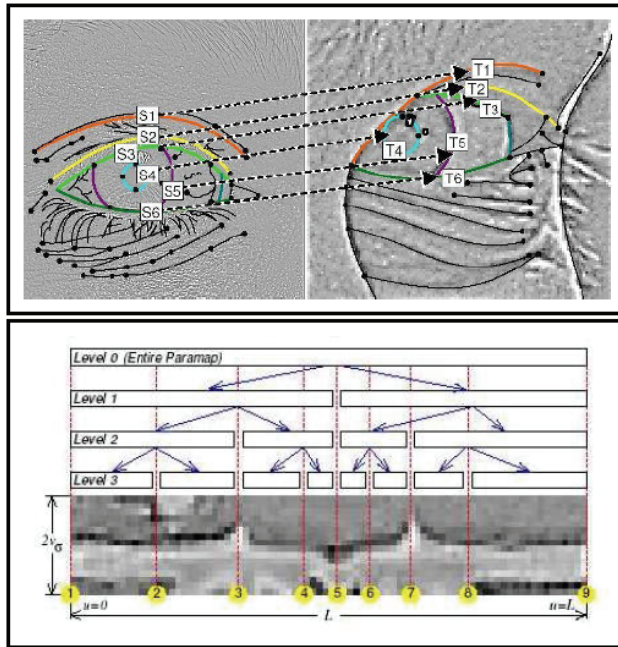 S1
S2
S3
S4
S5
S6
T1
T2
T3
T4
T5
T6
Level 0 (Entire Paramap)
Level 1
Level 2
Level 3
2vσ
1 2 3 4 5 6 7 8 9
u=0 L u=L